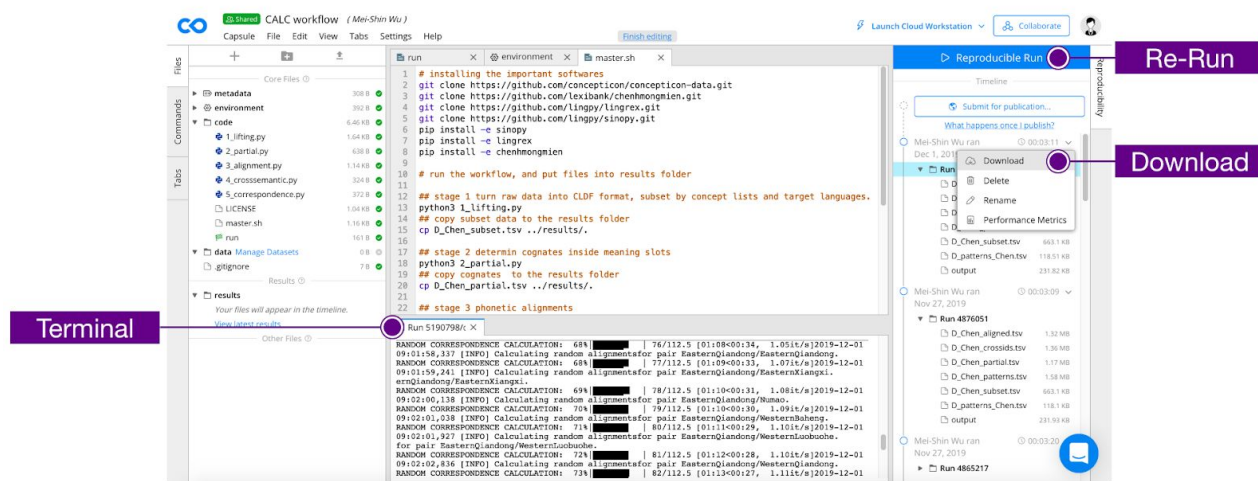 Shared CALC workflow ( Mei-Shin Wu )
Capsule File Edit View Tabs Settings Help
Finish editing
Launch Cloud Workstation
Collaborate
Files
Commands
Tabs
Core Files
metadata 308 B
environment 392 B
code 6.46 KB
1_lifting.py 1.64 KB
2_partial.py 638 B
3_alignment.py 1.14 KB
4_crosssemantic.py 324 B
5_correspondence.py 372 B
LICENSE 1.04 KB
master.sh 1.16 KB
run 161 B
data Manage Datasets 0 B
.gitignore 7 B
Results
results
Your files will appear in the timeline.
View latest results
Other Files
run × environment × master.sh ×
1 # installing the important softwares
2 git clone https://github.com/concepticon/concepticon-data.git
3 git clone https://github.com/lexibank/chenhmongmien.git
4 git clone https://github.com/lingpy/lingrex.git
5 git clone https://github.com/lingpy/sinopy.git
6 pip install -e sinopy
7 pip install -e lingrex
8 pip install -e chenhmongmien
9
10 # run the workflow, and put files into results folder
11
12 ## stage 1 turn raw data into CLDF format, subset by concept lists and target languages.
13 python3 1_lifting.py
14 ## copy subset data to the results folder
15 cp D_Chen_subset.tsv ../results/.
16
17 ## stage 2 determin cognates inside meaning slots
18 python3 2_partial.py
19 ## copy cognates to the results folder
20 cp D_Chen_partial.tsv ../results/.
21
22 ## stage 3 phonetic alignments
Terminal
Run 5190798/c ×
RANDOM CORRESPONDENCE CALCULATION: 68%| | 76/112.5 [01:08<00:34, 1.05it/s]2019-12-01
09:01:58,337 [INFO] Calculating random alignmentsfor pair EasternQiandong/EasternQiandong.
RANDOM CORRESPONDENCE CALCULATION: 68%| | 77/112.5 [01:09<00:33, 1.07it/s]2019-12-01
09:01:59,241 [INFO] Calculating random alignmentsfor pair EasternQiandong/EasternXiangxi.
ernQiandong/EasternXiangxi.
RANDOM CORRESPONDENCE CALCULATION: 69%| | 78/112.5 [01:10<00:31, 1.08it/s]2019-12-01
09:02:00,138 [INFO] Calculating random alignmentsfor pair EasternQiandong/Numao.
RANDOM CORRESPONDENCE CALCULATION: 70%| | 79/112.5 [01:10<00:30, 1.09it/s]2019-12-01
09:02:01,038 [INFO] Calculating random alignmentsfor pair EasternQiandong/WesternBaheng.
RANDOM CORRESPONDENCE CALCULATION: 71%| | 80/112.5 [01:11<00:29, 1.10it/s]2019-12-01
09:02:01,927 [INFO] Calculating random alignmentsfor pair EasternQiandong/WesternLuobuohe.
for pair EasternQiandong/WesternLuobuohe.
RANDOM CORRESPONDENCE CALCULATION: 72%| | 81/112.5 [01:12<00:28, 1.10it/s]2019-12-01
09:02:02,836 [INFO] Calculating random alignmentsfor pair EasternQiandong/WesternQiandong.
RANDOM CORRESPONDENCE CALCULATION: 73%| | 82/112.5 [01:13<00:27, 1.11it/s]2019-12-01
Reproducible Run
Re-Run
Reproducibility
Timeline
Submit for publication...
What happens once I publish?
Mei-Shin Wu ran 00:03:11
Dec 1, 201
Run
Download
Delete
Rename
Performance Metrics
Download
D_Chen_subset.tsv 663.1 KB
D_patterns_Chen.tsv 118.51 KB
output 231.82 KB
Mei-Shin Wu ran 00:03:09
Nov 27, 2019
Run 4876051
D_Chen_aligned.tsv 1.32 MB
D_Chen_crossids.tsv 1.36 MB
D_Chen_partial.tsv 1.17 MB
D_Chen_patterns.tsv 1.58 MB
D_Chen_subset.tsv 663.1 KB
D_patterns_Chen.tsv 118.1 KB
output 231.93 KB
Mei-Shin Wu ran 00:03:20
Nov 27, 2019
Run 4865217